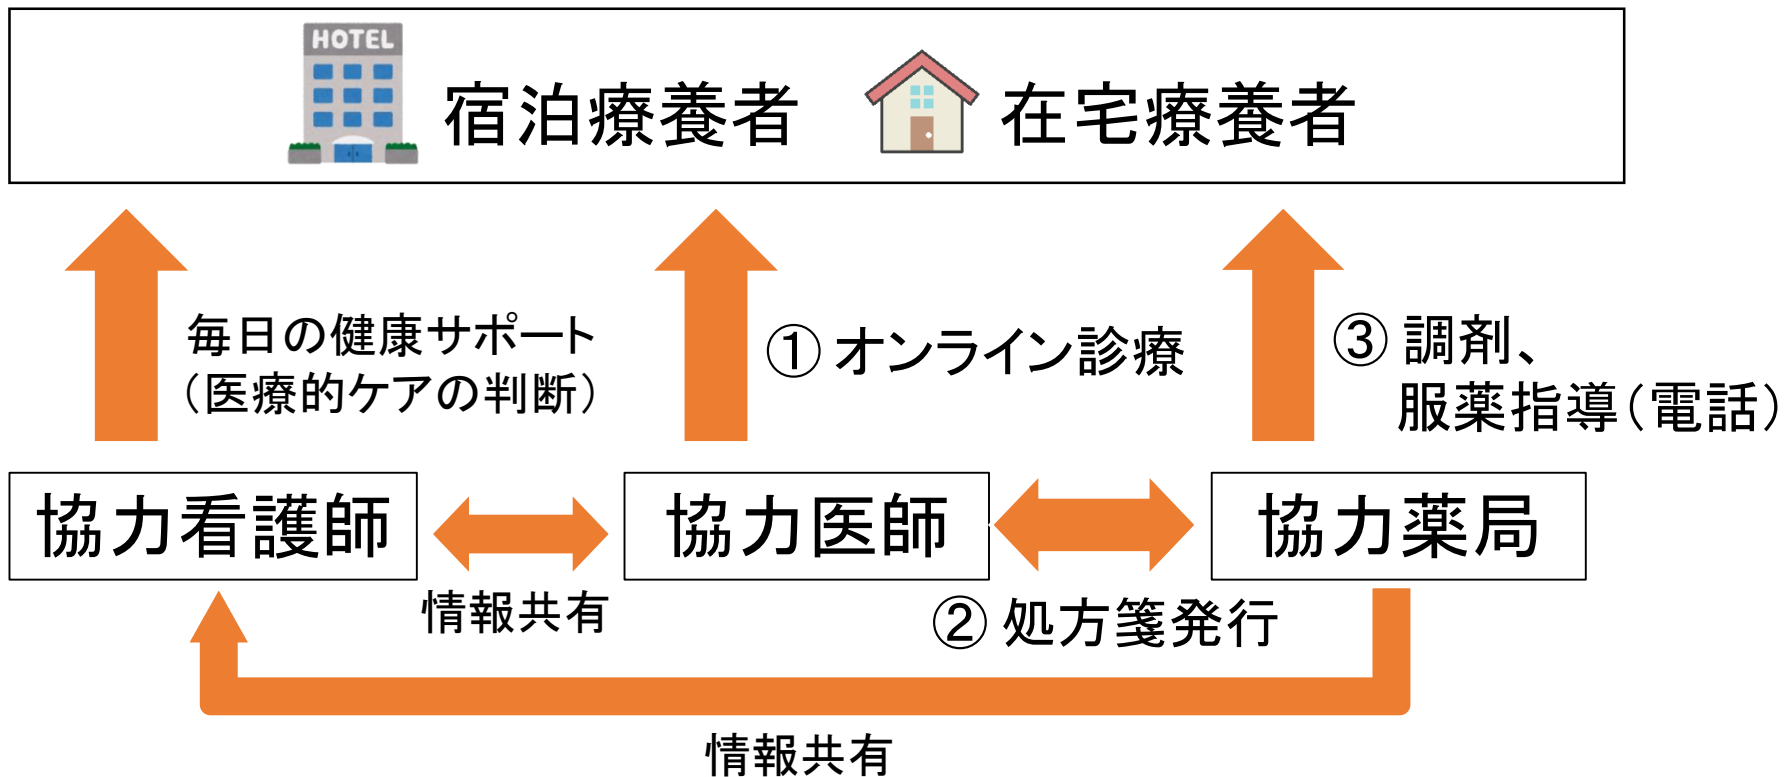 HOTEL
宿泊療養者
在宅療養者
毎日の健康サポート
（医療的ケアの判断）
① オンライン診療
③ 調剤、
服薬指導（電話）
協力看護師
協力医師
協力薬局
情報共有
② 処方箋発行
情報共有